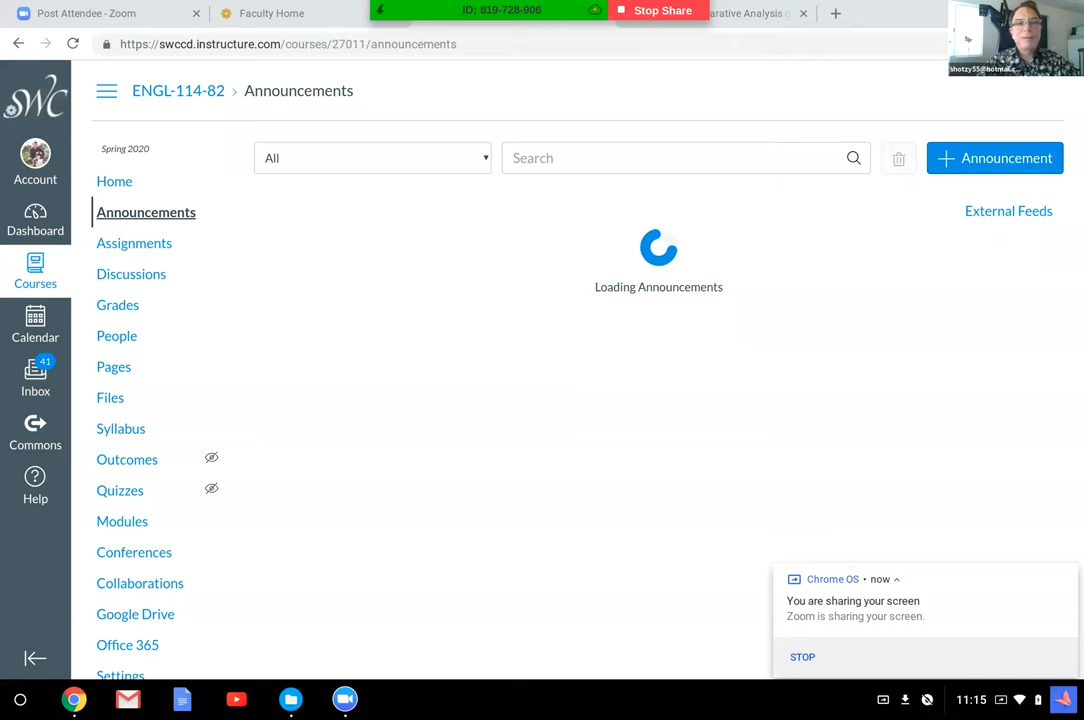 Post Attendee - Zoom
Faculty Home
ID: 819-728-906
Stop Share
arative Analysis
https://swccd.instructure.com/courses/27011/announcements
shotzy55@hotmail.c...
SWC
ENGL-114-82 > Announcements
Spring 2020
All
Search
Announcement
Account
Home
External Feeds
Announcements
Dashboard
Assignments
Discussions
Courses
Loading Announcements
Grades
Calendar
People
41
Pages
Inbox
Files
Syllabus
Commons
Outcomes
Quizzes
Help
Modules
Conferences
Collaborations
Google Drive
Office 365
Settings
Chrome OS • now
You are sharing your screen
Zoom is sharing your screen.
STOP
11:15